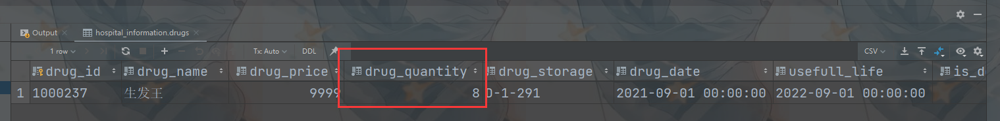 Output hospital_information.drugs
1 row Tx: Auto DDL CSV
drug_id drug_name drug_price drug_quantity drug_storage drug_date usefull_life is_d
1 1000237 生发王 9999 8 D-1-291 2021-09-01 00:00:00 2022-09-01 00:00:00